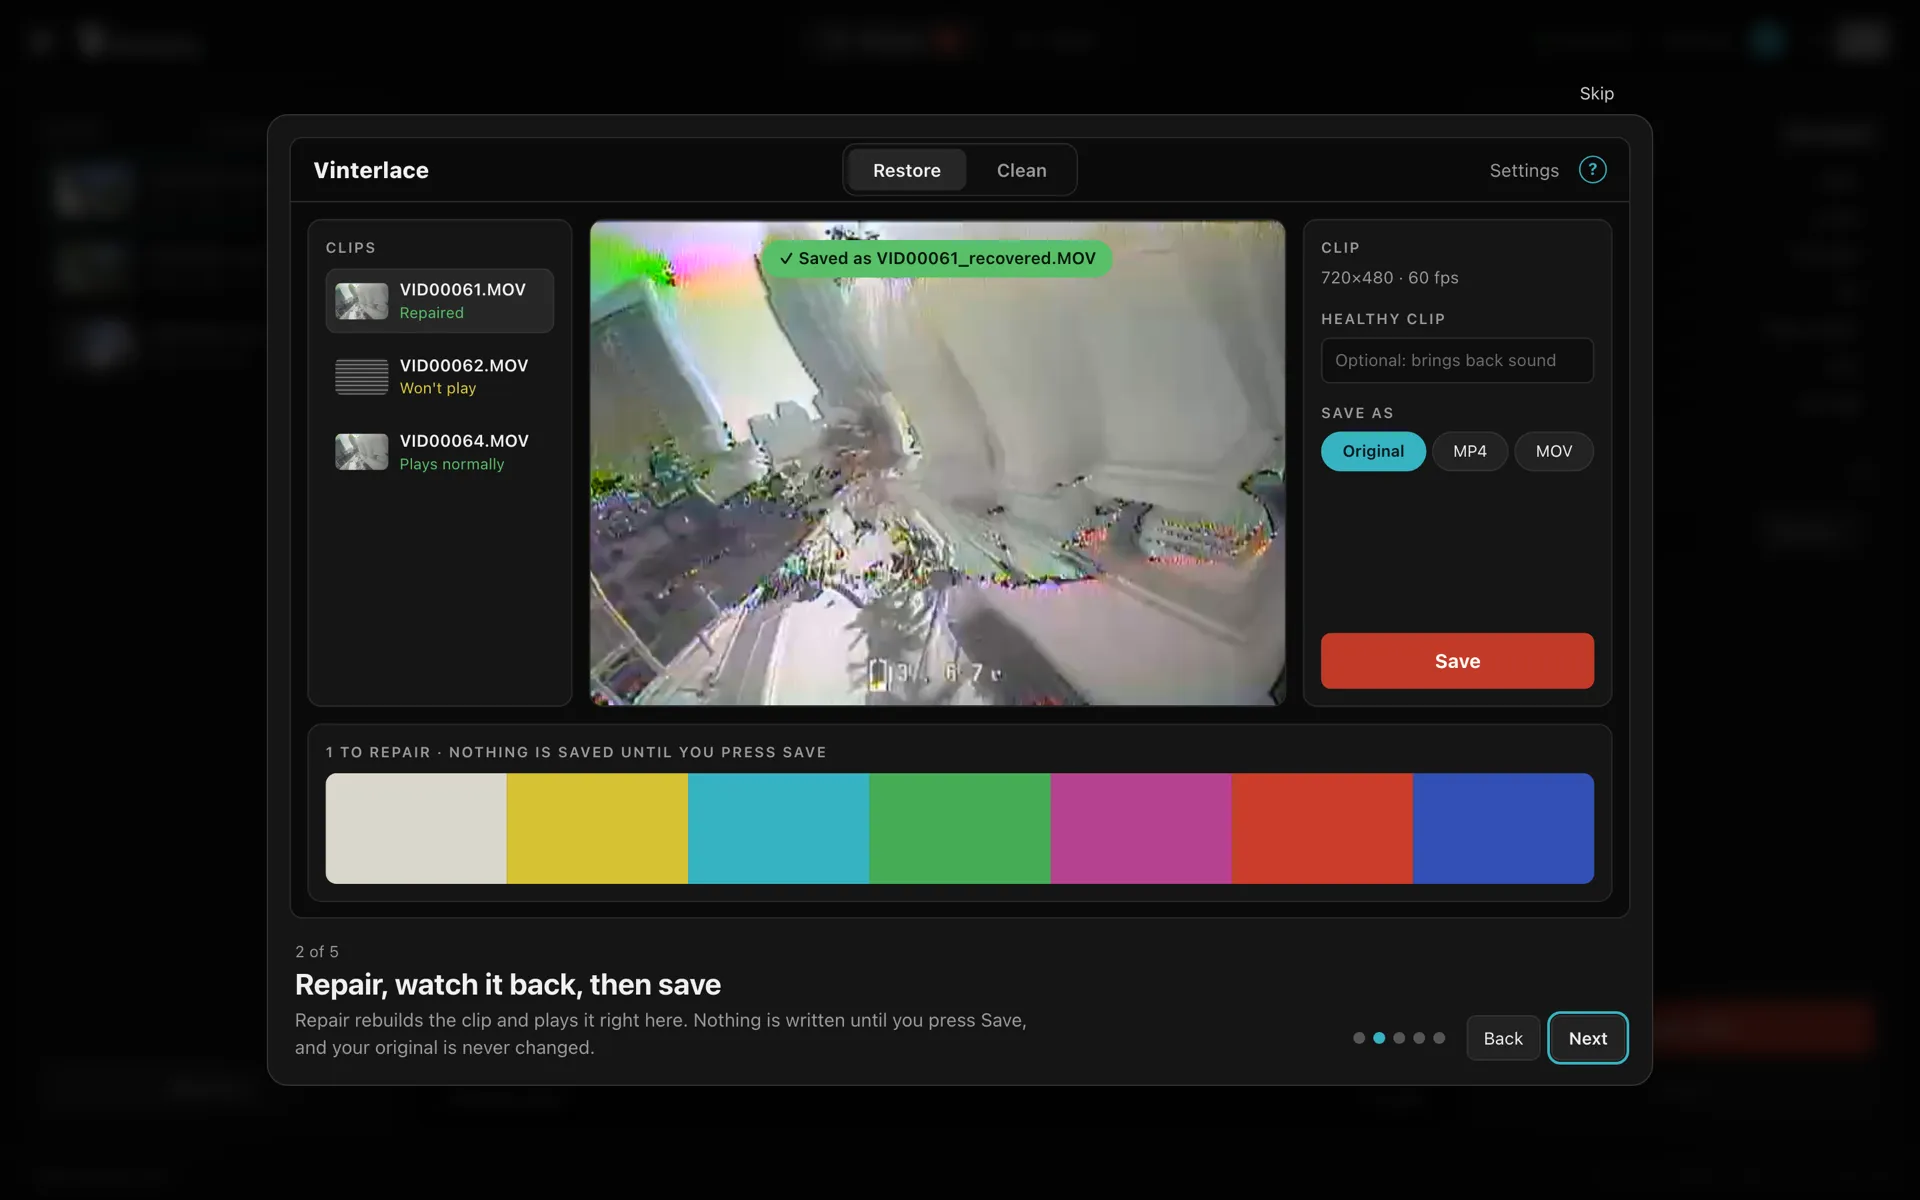 Skip
Vinterlace
Restore
Clean
Settings
?
CLIPS
VID00061.MOV
Repaired
VID00062.MOV
Won't play
VID00064.MOV
Plays normally
✓ Saved as VID00061_recovered.MOV
CLIP
720×480 · 60 fps
HEALTHY CLIP
Optional: brings back sound
SAVE AS
Original
MP4
MOV
Save
1 TO REPAIR · NOTHING IS SAVED UNTIL YOU PRESS SAVE
2 of 5
Repair, watch it back, then save
Repair rebuilds the clip and plays it right here. Nothing is written until you press Save,
and your original is never changed.
Back
Next